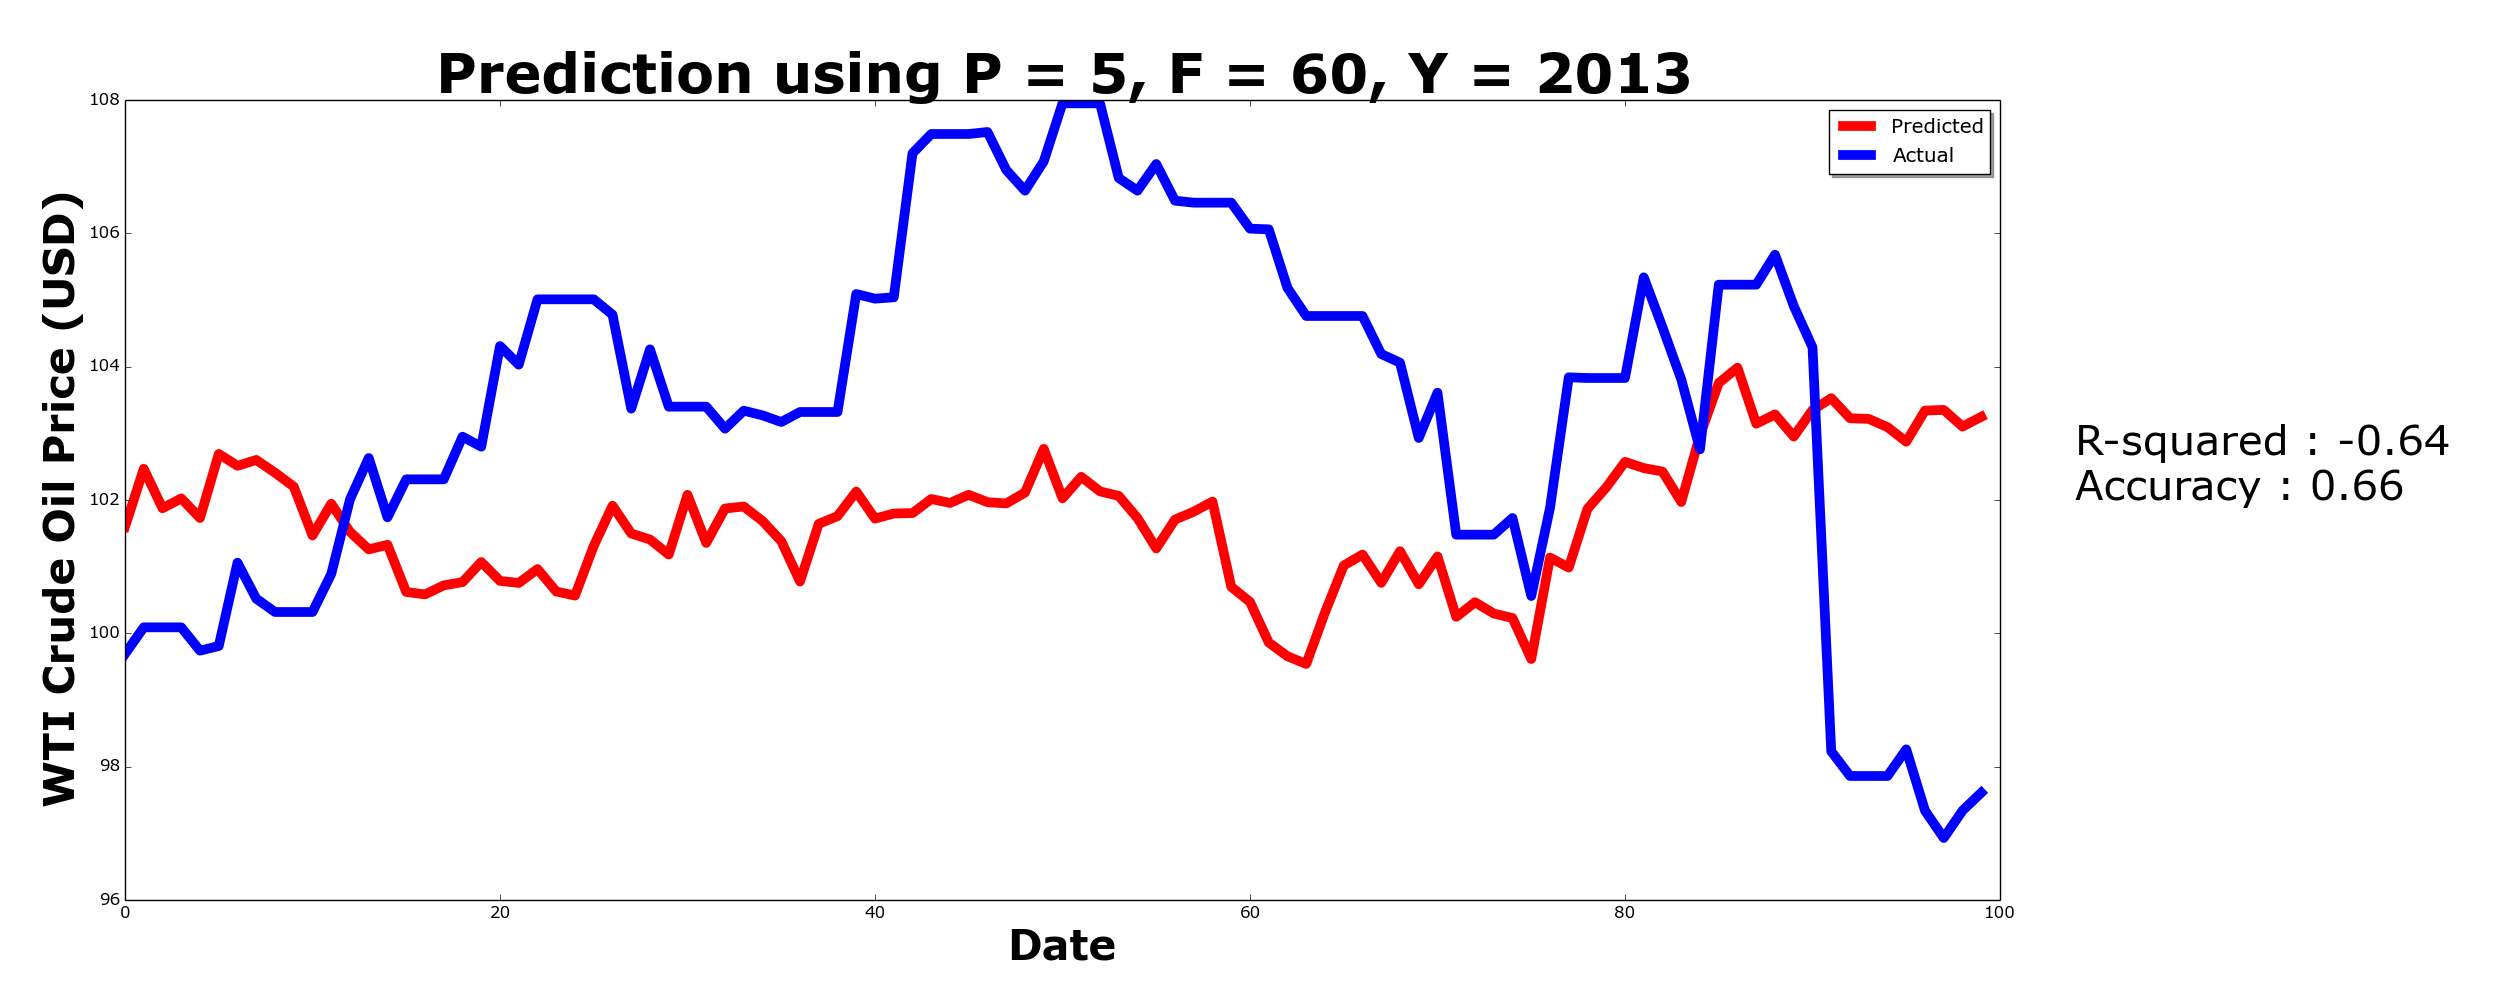 Prediction using P = 5, F = 60, Y = 2013
Predicted
Actual
WTI Crude Oil Price (USD)
108
106
104
102
100
98
96
0 20 40 60 80 100
Date
R-squared : -0.64
Accuracy : 0.66